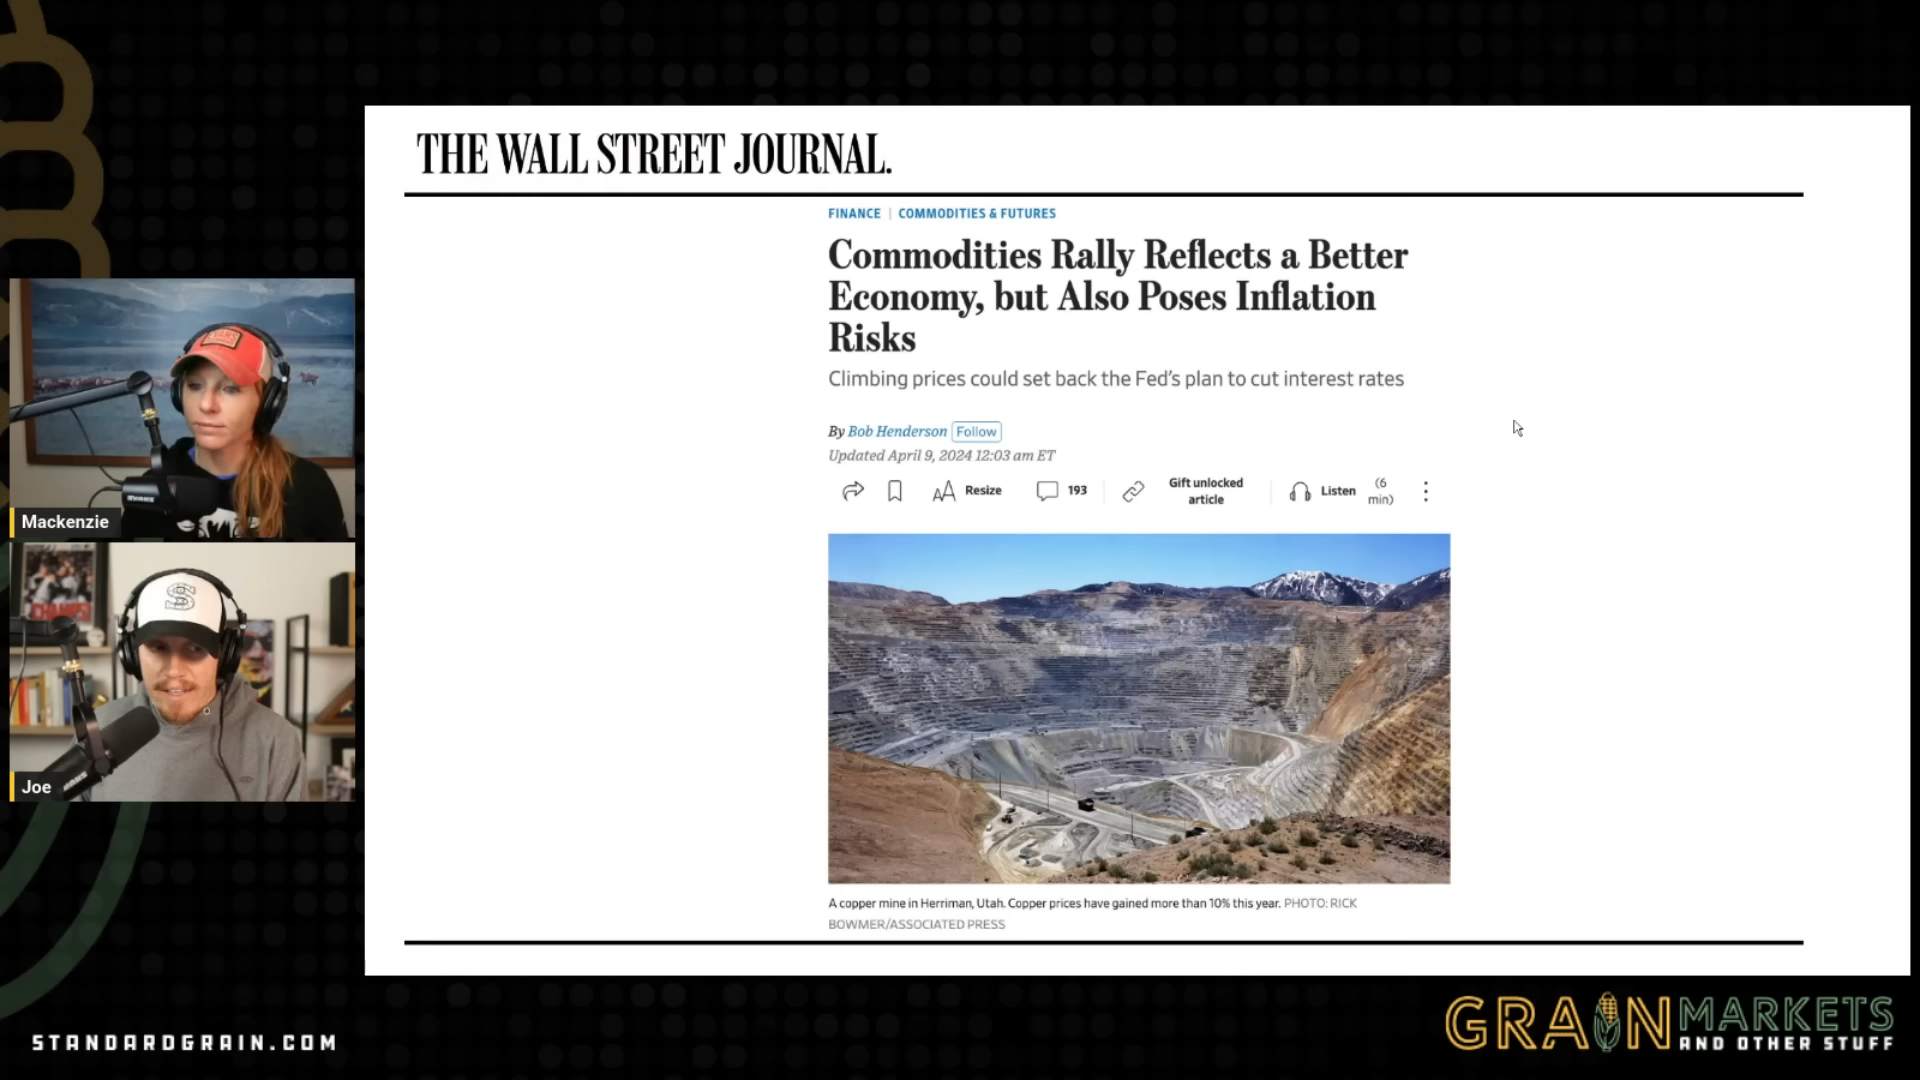 THE WALL STREET JOURNAL.
FINANCE | COMMODITIES & FUTURES
Commodities Rally Reflects a Better
Economy, but Also Poses Inflation
Risks
Climbing prices could set back the Fed's plan to cut interest rates
By Bob Henderson Follow
Updated April 9, 2024 12:03 am ET
Resize
193
Gift unlocked
article
Listen
(6
min)
A copper mine in Herriman, Utah. Copper prices have gained more than 10% this year. PHOTO: RICK
BOWMER/ASSOCIATED PRESS
Mackenzie
S
Joe
STANDARDGRAIN.COM
GRAIN MARKETS
AND OTHER STUFF